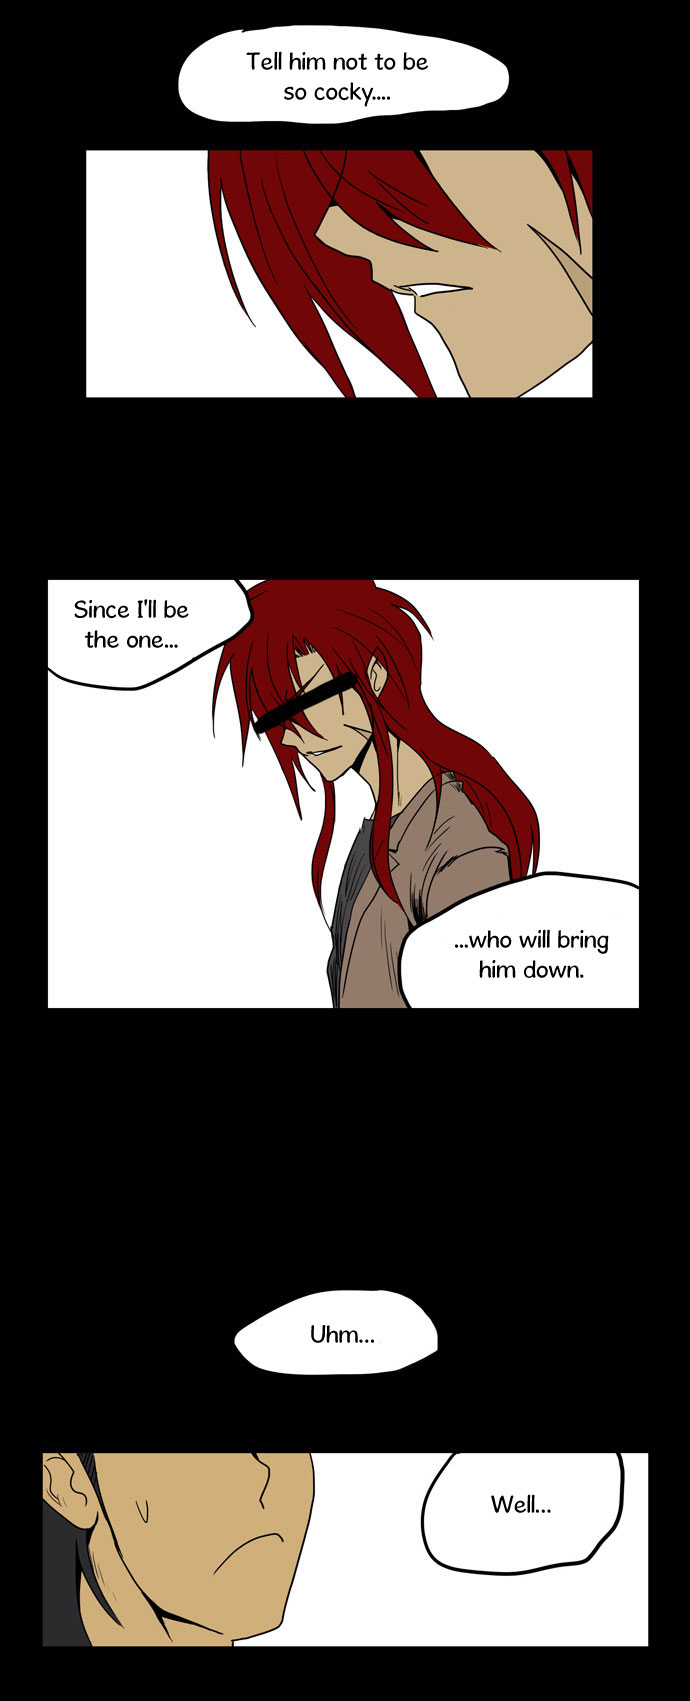 Tell him not to be
so cocky....
Since I'll be
the one...
...who will bring
him down.
Uhm...
Well...